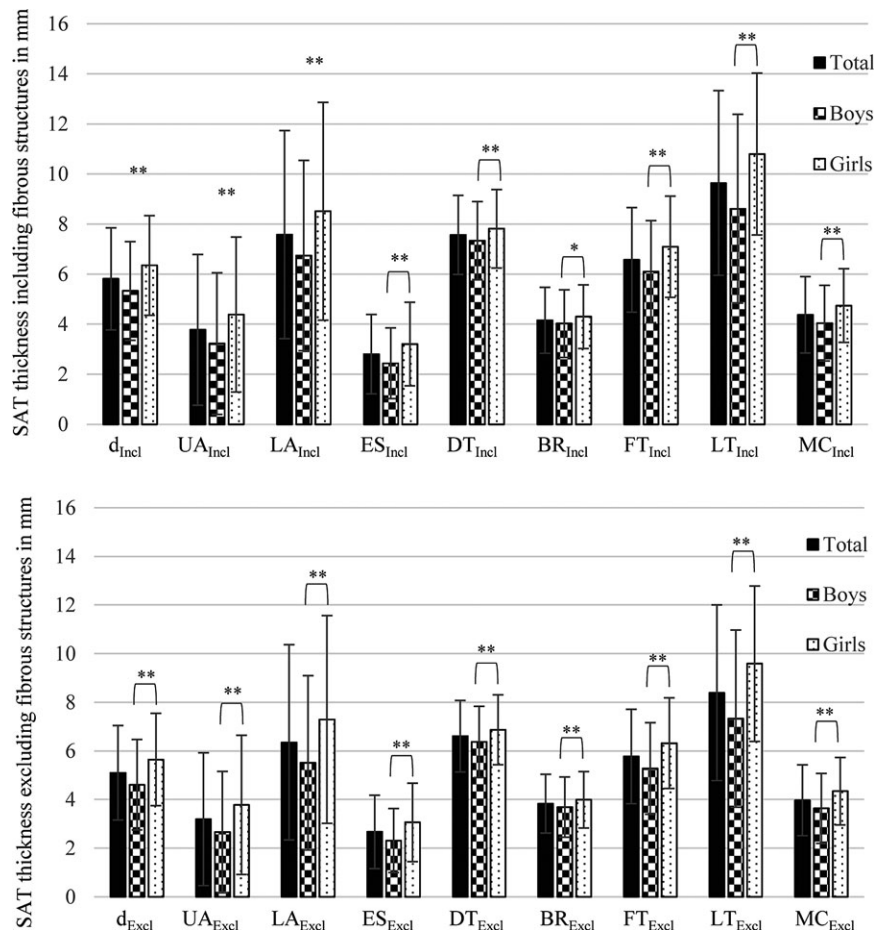 SAT thickness including fibrous structures in mm
16
14
12
10
8
6
4
2
0
** ** ** ** ** * ** ** **
Total
Boys
Girls
dIncl UAIncl LAIncl ESIncl DTIncl BRIncl FTIncl LTIncl MCIncl
SAT thickness excluding fibrous structures in mm
16
14
12
10
8
6
4
2
0
** ** ** ** ** ** ** ** **
Total
Boys
Girls
dExcl UAExcl LAExcl ESExcl DTExcl BRExcl FTExcl LTExcl MCExcl